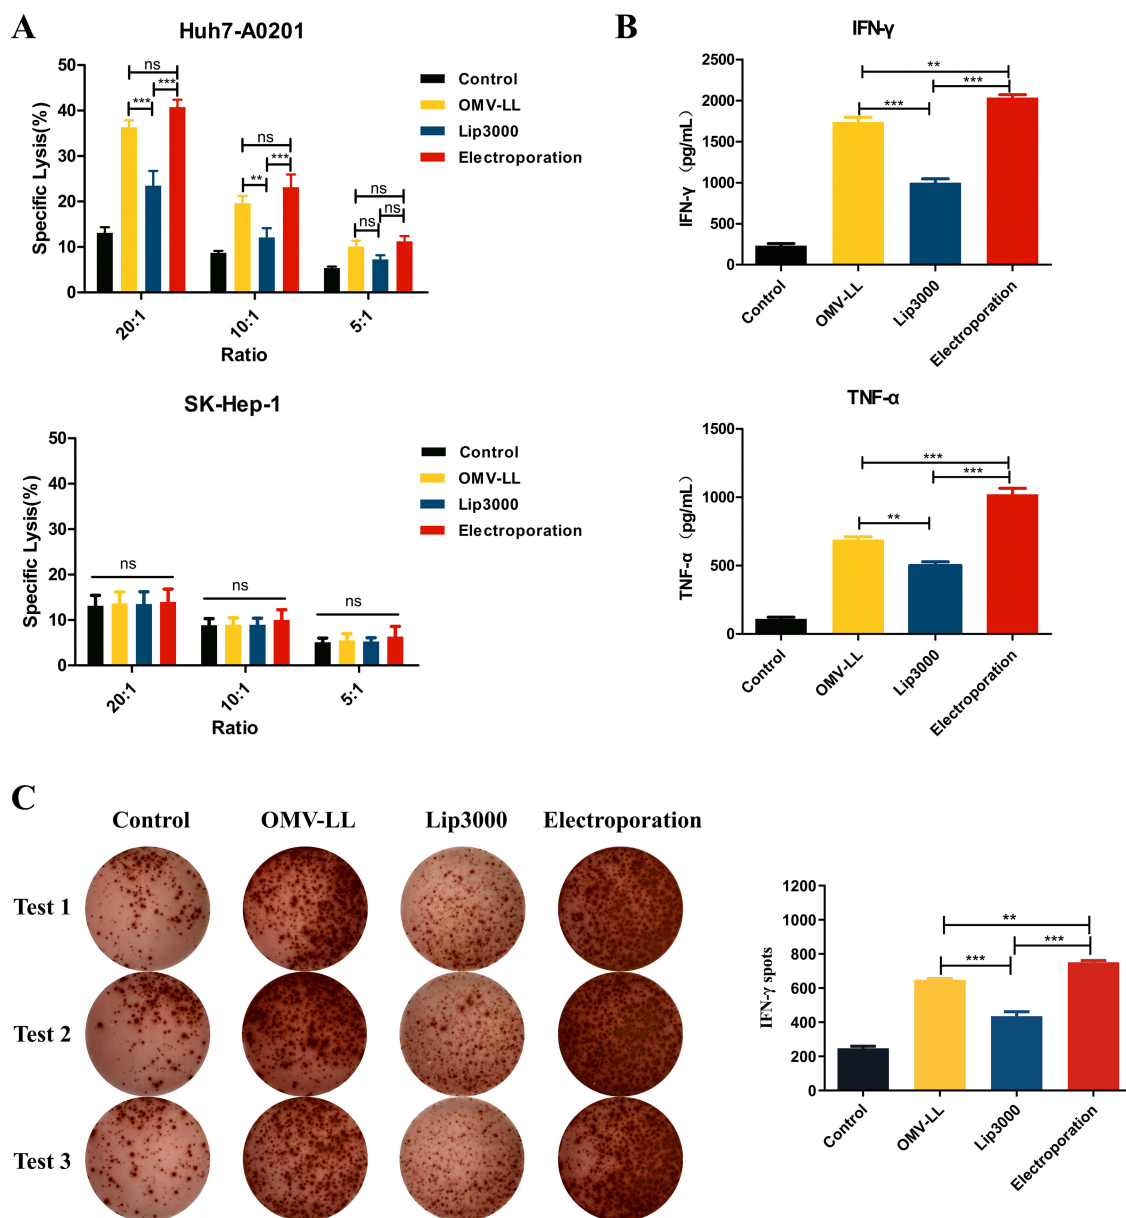 A
Huh7-A0201
Specific Lysis(%)
50
40
30
20
10
0
ns
***
***
ns
**
***
ns
ns
ns
20:1
10:1
5:1
Ratio
Control
OMV-LL
Lip3000
Electroporation
SK-Hep-1
Specific Lysis(%)
50
40
30
20
10
0
ns
ns
ns
20:1
10:1
5:1
Ratio
Control
OMV-LL
Lip3000
Electroporation
B
IFN-γ
IFN-γ (pg/mL)
2500
2000
1500
1000
500
0
**
***
***
Control
OMV-LL
Lip3000
Electroporation
TNF-α
TNF-α (pg/mL)
1500
1000
500
0
***
***
**
Control
OMV-LL
Lip3000
Electroporation
C
Control
OMV-LL
Lip3000
Electroporation
Test 1
Test 2
Test 3
IFN-γ spots
1200
1000
800
600
400
200
0
**
***
***
Control
OMV-LL
Lip3000
Electroporation